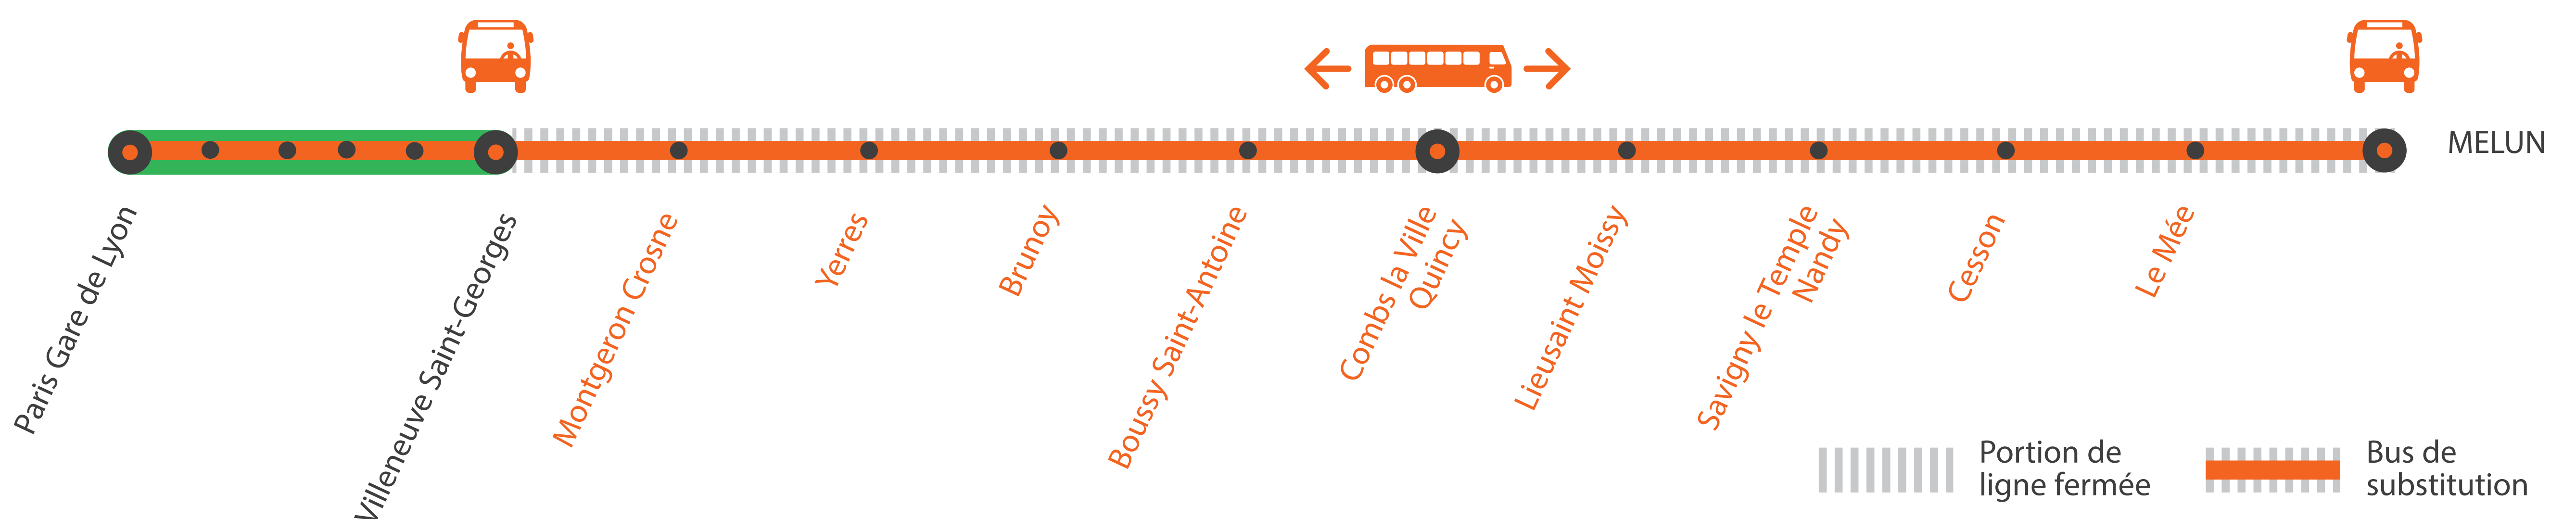 MELUN
Paris Gare de Lyon
Villeneuve Saint-Georges
Montgeron Crosne
Yerres
Brunoy
Boussy Saint-Antoine
Combs la Ville
Quincy
Lieusaint Moissy
Savigny le Temple
Nandy
Cesson
Le Mée
Portion de
ligne fermée
Bus de
substitution